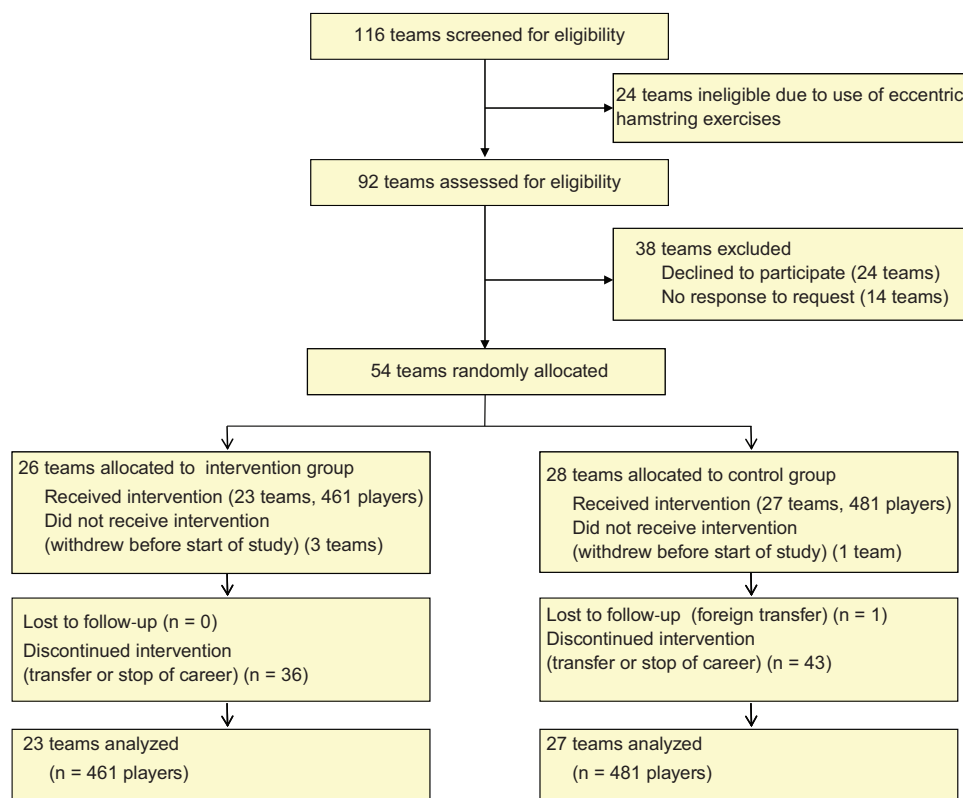 116 teams screened for eligibility
24 teams ineligible due to use of eccentric
hamstring exercises
92 teams assessed for eligibility
38 teams excluded
Declined to participate (24 teams)
No response to request (14 teams)
54 teams randomly allocated
26 teams allocated to intervention group
Received intervention (23 teams, 461 players)
Did not receive intervention
(withdrew before start of study) (3 teams)
28 teams allocated to control group
Received intervention (27 teams, 481 players)
Did not receive intervention
(withdrew before start of study) (1 team)
Lost to follow-up (n = 0)
Discontinued intervention
(transfer or stop of career) (n = 36)
Lost to follow-up (foreign transfer) (n = 1)
Discontinued intervention
(transfer or stop of career) (n = 43)
23 teams analyzed
(n = 461 players)
27 teams analyzed
(n = 481 players)